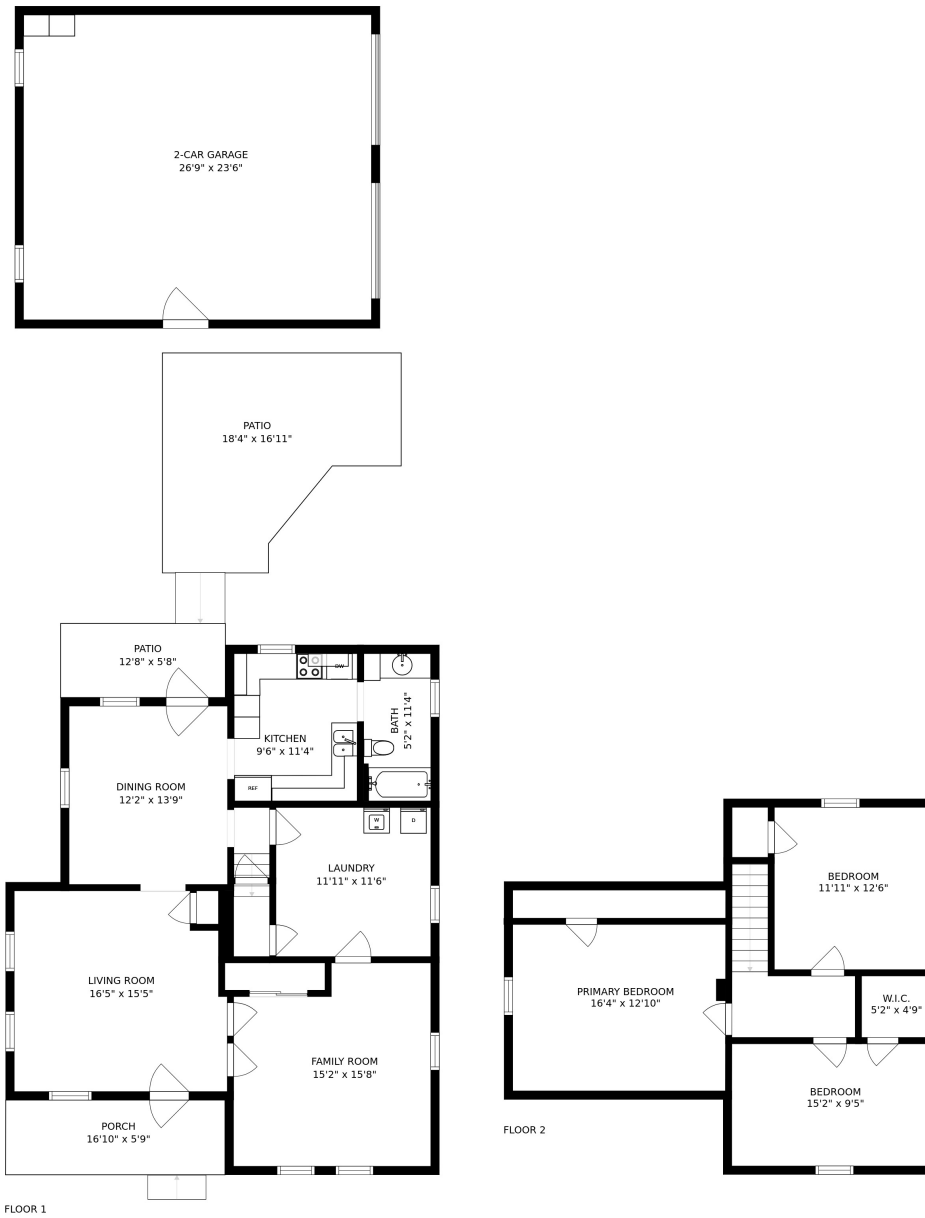 2-CAR GARAGE
26'9" x 23'6"
PATIO
18'4" x 16'11"
PATIO
12'8" x 5'8"
DW
KITCHEN
9'6" x 11'4"
BATH
5'2" x 11'4"
REF
DINING ROOM
12'2" x 13'9"
W
D
LAUNDRY
11'11" x 11'6"
LIVING ROOM
16'5" x 15'5"
FAMILY ROOM
15'2" x 15'8"
PORCH
16'10" x 5'9"
FLOOR 1
BEDROOM
11'11" x 12'6"
PRIMARY BEDROOM
16'4" x 12'10"
W.I.C.
5'2" x 4'9"
BEDROOM
15'2" x 9'5"
FLOOR 2